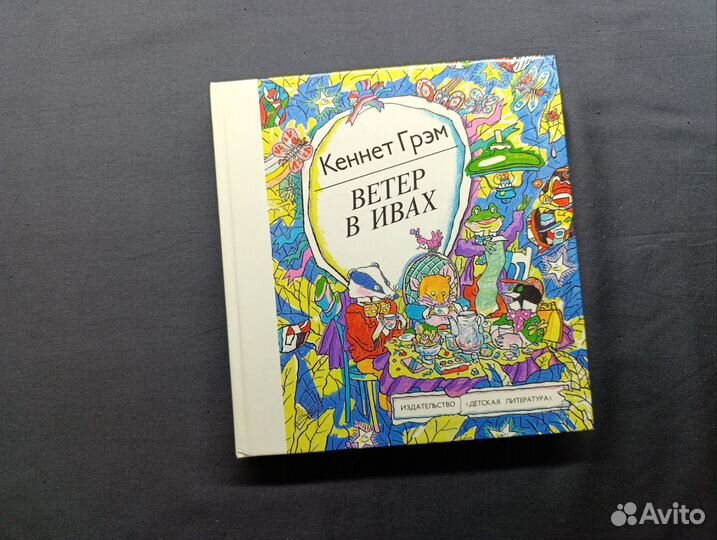 Кеннет Грэм
ВЕТЕР
В ИВАХ
ИЗДАТЕЛЬСТВО «ДЕТСКАЯ ЛИТЕРАТУРА»
Avito